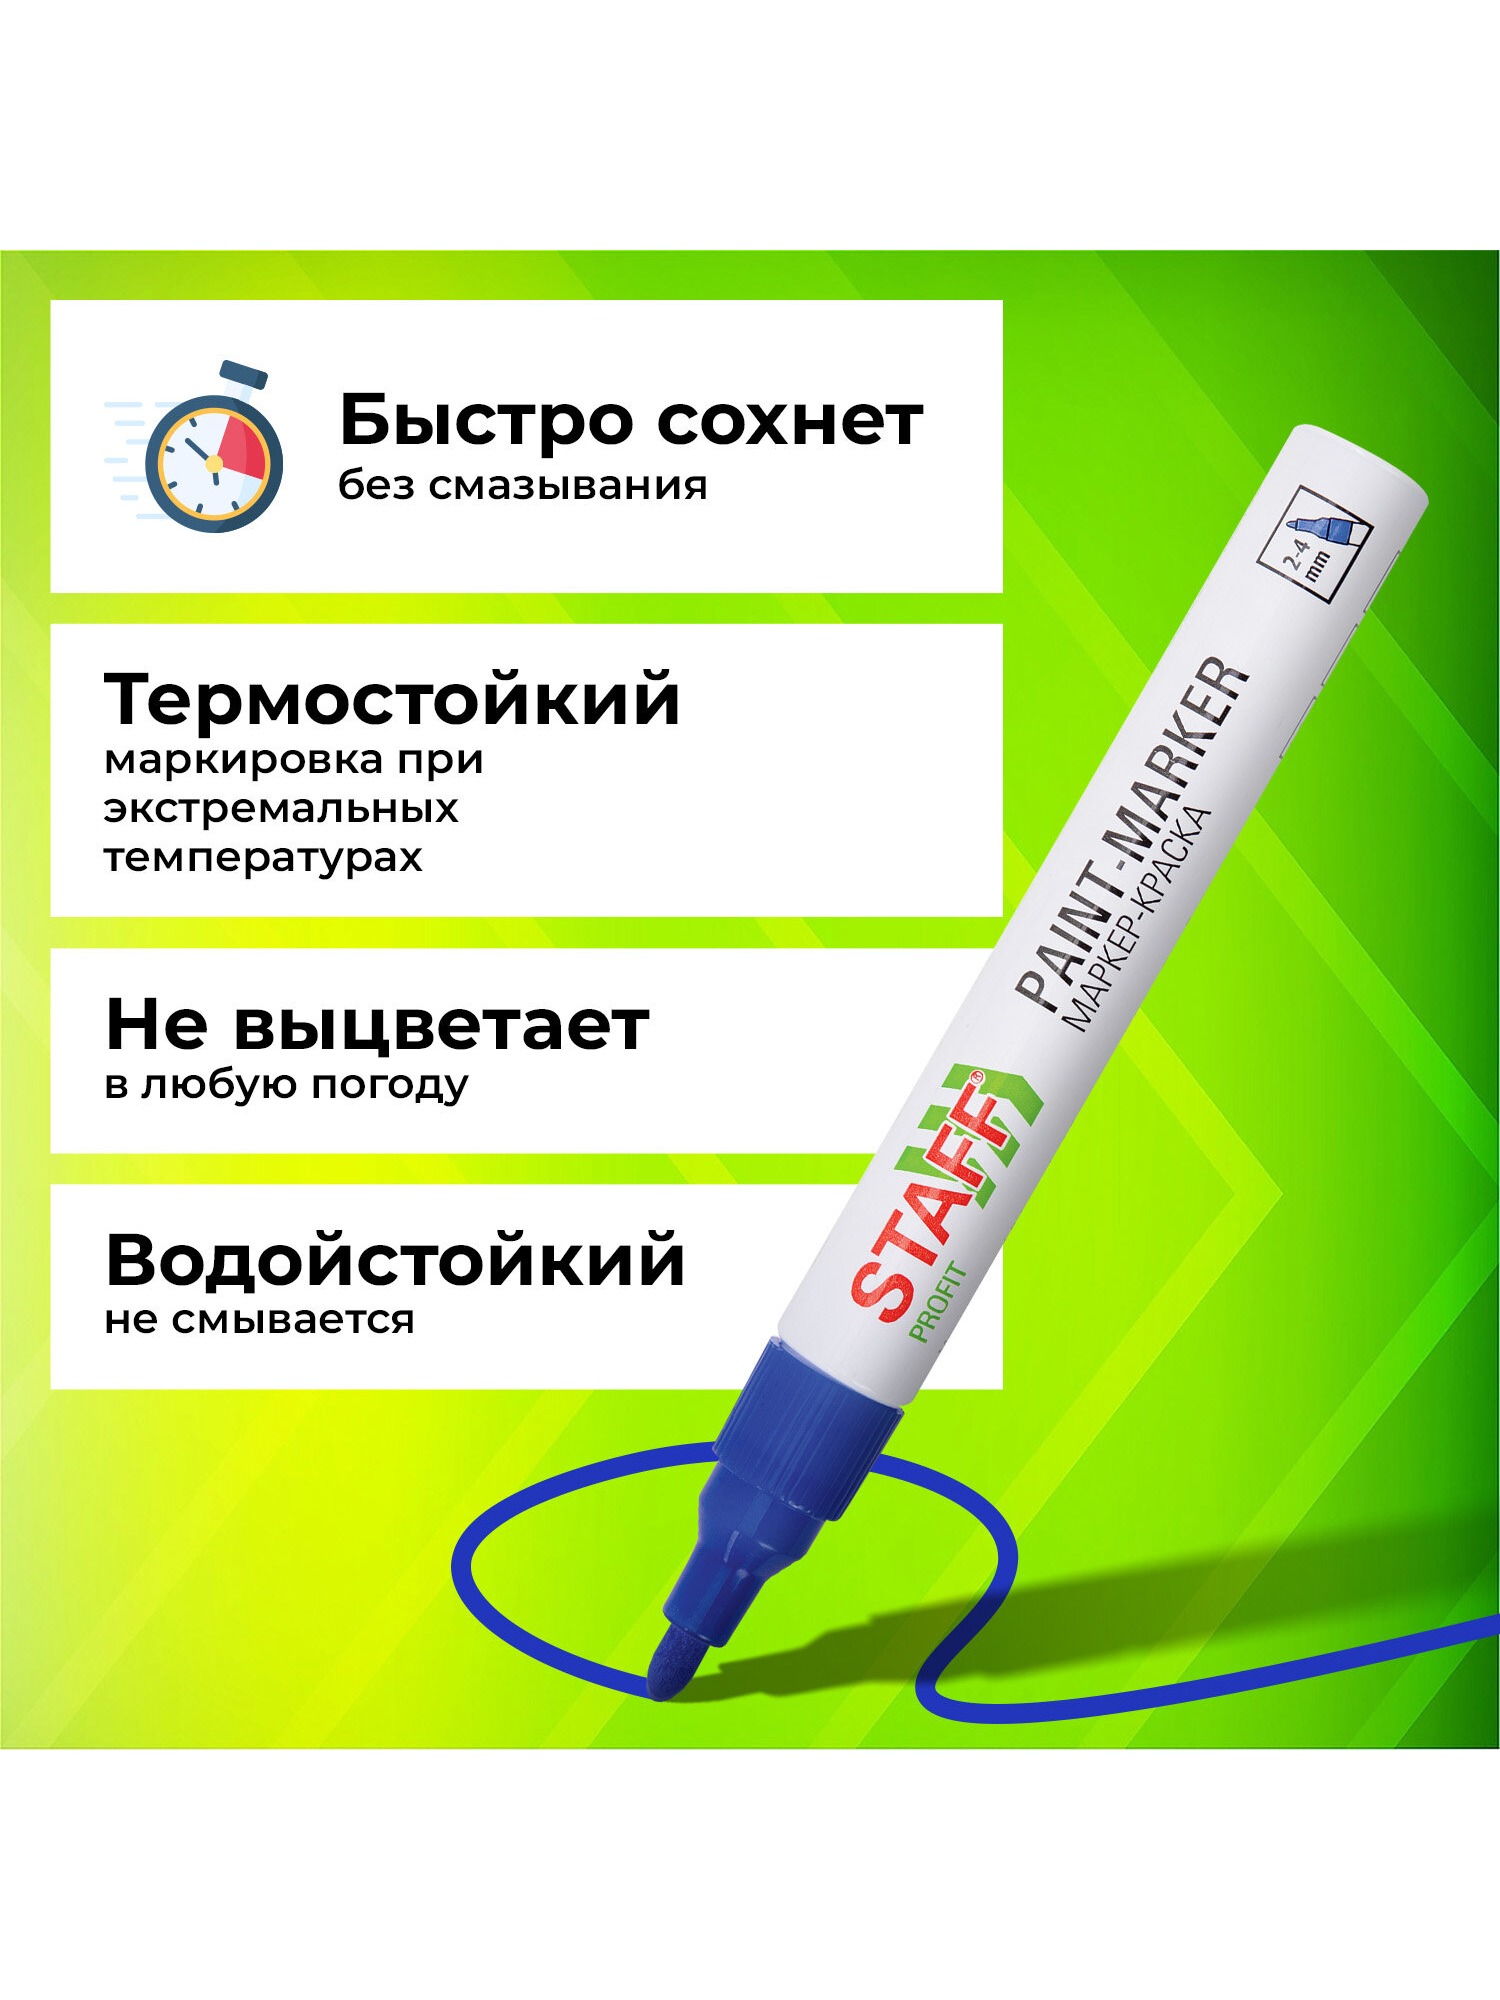 Быстро сохнет
без смазывания
Термостойкий
маркировка при
экстремальных
температурах
Не выцветает
в любую погоду
Водойстойкий
не смывается
2-4
mm
PAINT-MARKER
МАРКЕР-КРАСКА
STAFF®
PROFIT